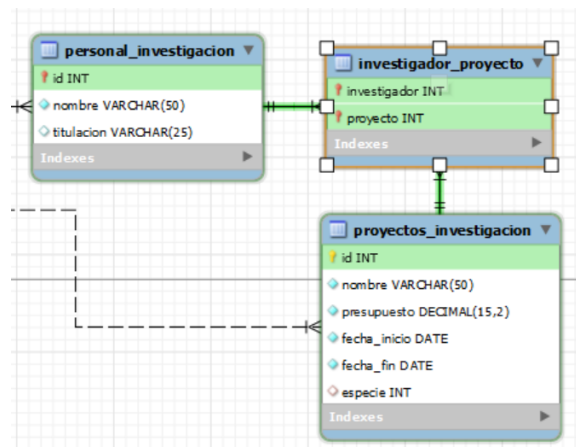 personal_investigacion
id INT
nombre VARCHAR(50)
titulacion VARCHAR(25)
Indexes
investigador_proyecto
investigador INT
proyecto INT
Indexes
proyectos_investigacion
id INT
nombre VARCHAR(50)
presupuesto DECIMAL(15,2)
fecha_inicio DATE
fecha_fin DATE
especie INT
Indexes